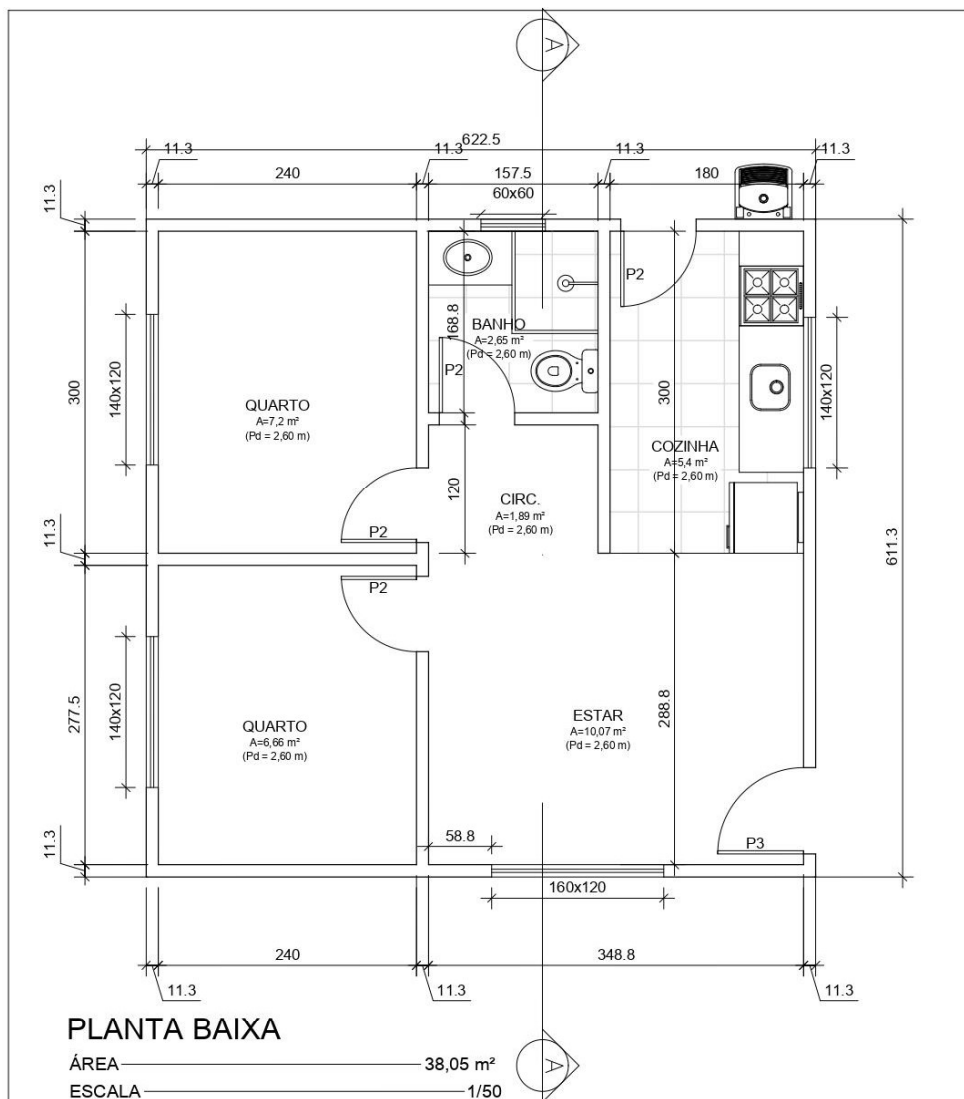 A
622.5
11.3
11.3
11.3
11.3
240
157.5
180
60x60
11.3
P2
BANHO
A=2,65 m²
(Pd = 2,60 m)
168.8
P2
300
140x120
QUARTO
A=7,2 m²
(Pd = 2,60 m)
300
140x120
COZINHA
A=5,4 m²
(Pd = 2,60 m)
120
CIRC.
A=1,89 m²
(Pd = 2,60 m)
P2
11.3
611.3
P2
277.5
140x120
QUARTO
A=6,66 m²
(Pd = 2,60 m)
ESTAR
A=10,07 m²
(Pd = 2,60 m)
288.8
11.3
58.8
P3
160x120
240
348.8
11.3
11.3
11.3
PLANTA BAIXA
ÁREA 38,05 m²
ESCALA 1/50
A